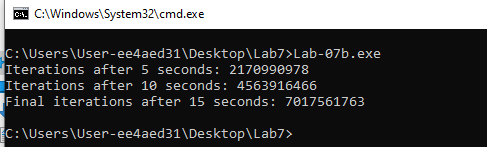 C:\Windows\System32\cmd.exe
C:\Users\User-ee4aed31\Desktop\Lab7>Lab-07b.exe
Iterations after 5 seconds: 2170990978
Iterations after 10 seconds: 4563916466
Final iterations after 15 seconds: 7017561763
C:\Users\User-ee4aed31\Desktop\Lab7>